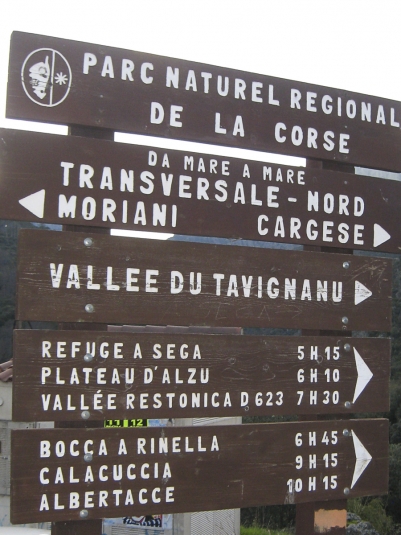 PARC NATUREL REGIONAL
DE LA CORSE
DA MARE A MARE
TRANSVERSALE - NORD
MORIANI CARGESE
VALLEE DU TAVIGNANU
REFUGE A SEGA 5 H 15
PLATEAU D'ALZU 6 H 10
VALLÉE RESTONICA D 623 7 H 30
BOCCA A RINELLA 6 H 45
CALACUCCIA 9 H 15
ALBERTACCE 10 H 15